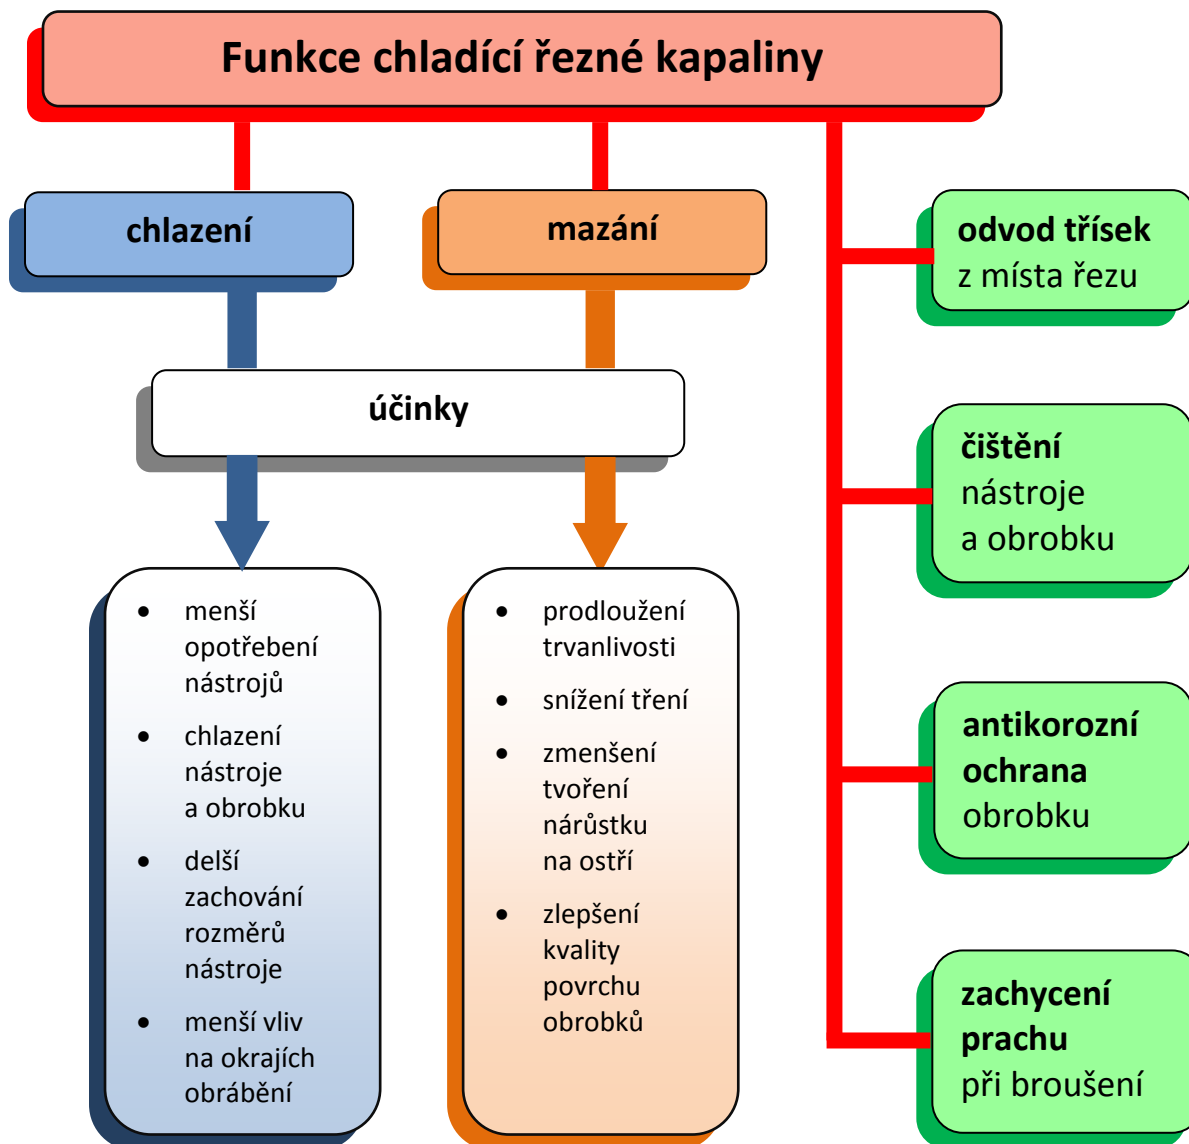 Funkce chladící řezné kapaliny
chlazení
mazání
účinky
• menší
opotřebení
nástrojů
• chlazení
nástroje
a obrobku
• delší
zachování
rozměrů
nástroje
• menší vliv
na okrajích
obrábění
• prodloužení
trvanlivosti
• snížení tření
• zmenšení
tvoření
nárůstku
na ostří
• zlepšení
kvality
povrchu
obrobků
odvod třísek
z místa řezu
čištění
nástroje
a obrobku
antikorozní
ochrana
obrobku
zachycení
prachu
při broušení